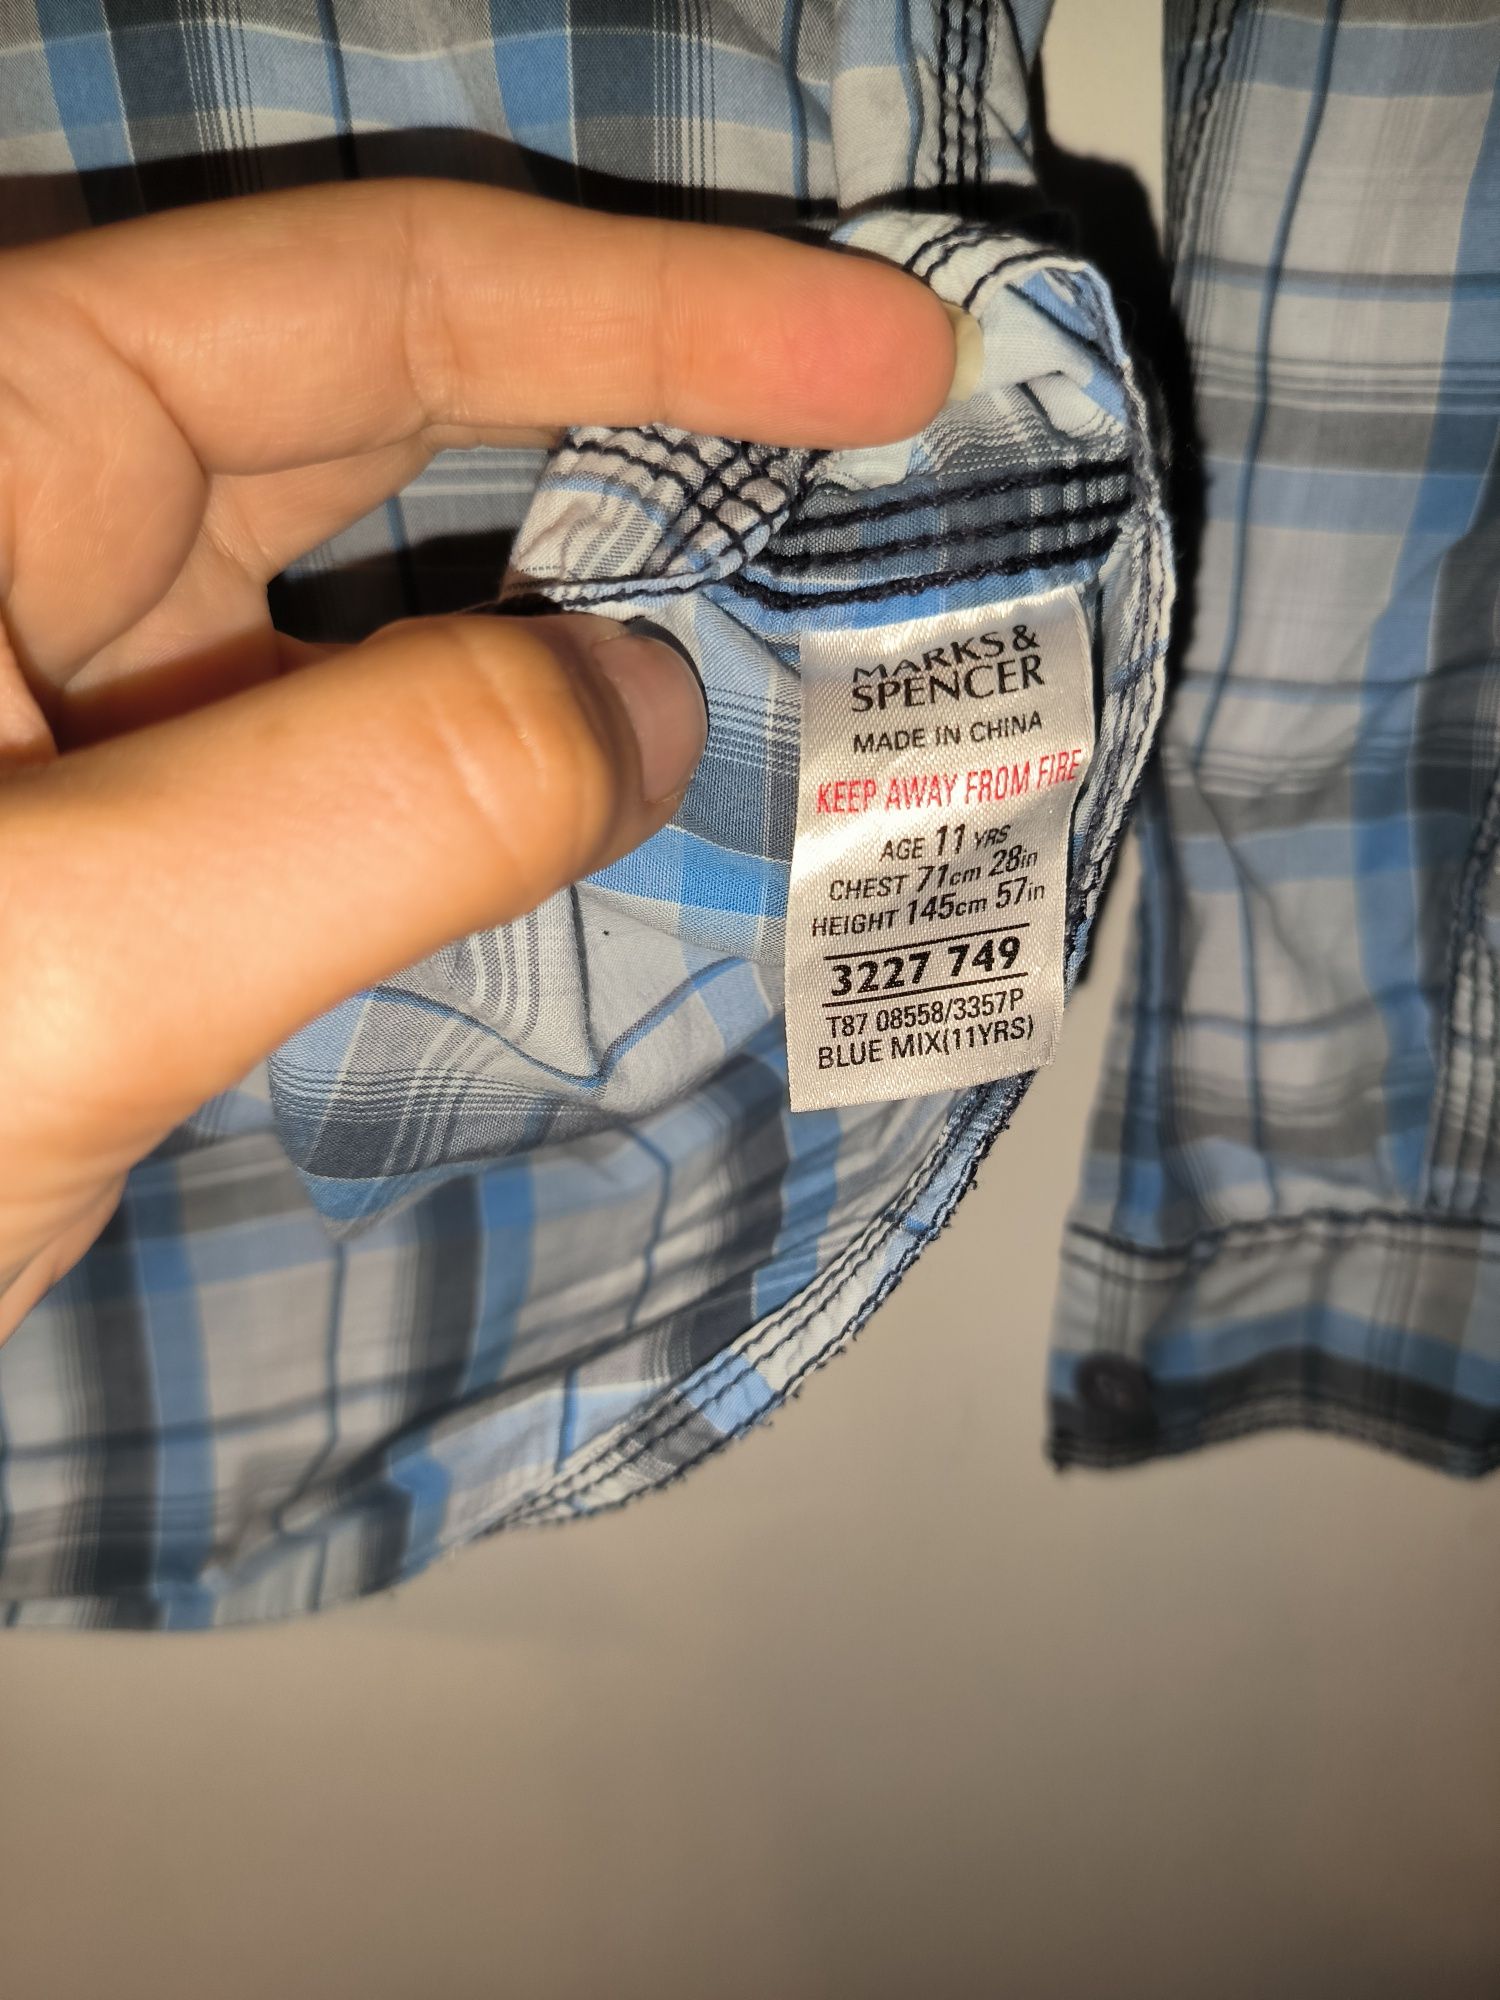 MARKS &
SPENCER
MADE IN CHINA
KEEP AWAY FROM FIRE
AGE 11 YRS
CHEST 71cm 28in
HEIGHT 145cm 57in
3227 749
T87 08558/3357P
BLUE MIX(11YRS)